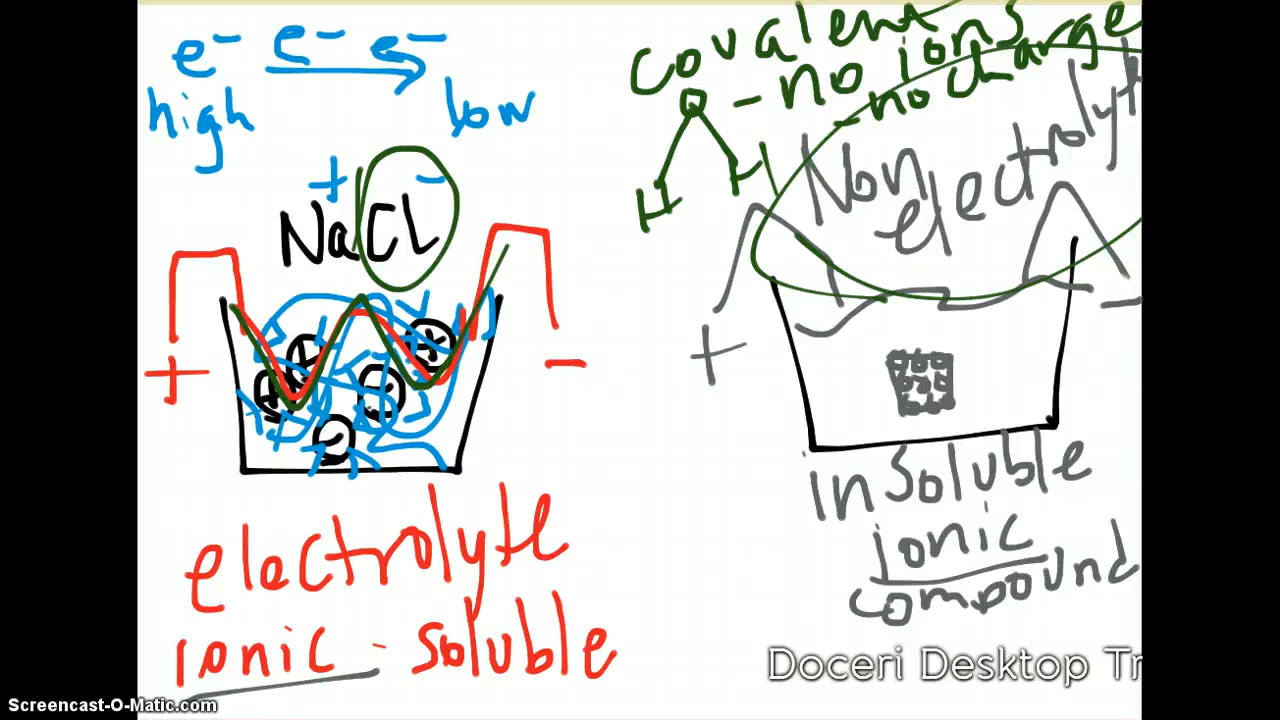 e⁻ e⁻ e⁻
high
low
+ -
NaCl
+ -
+ + + - -
electrolyte
ionic - soluble
covalent
- no ions
- no charge
O
H H
Non
electrolyt
+ -
insoluble
ionic
compound
Doceri Desktop Tr
Screencast-O-Matic.com